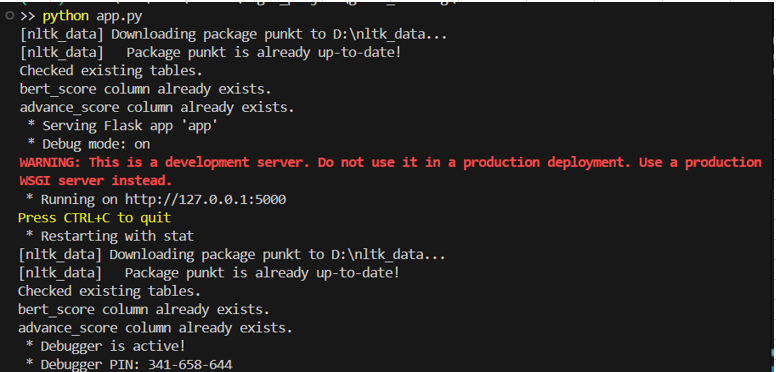 >> python app.py
[nltk_data] Downloading package punkt to D:\nltk_data...
[nltk_data]   Package punkt is already up-to-date!
Checked existing tables.
bert_score column already exists.
advance_score column already exists.
 * Serving Flask app 'app'
 * Debug mode: on
WARNING: This is a development server. Do not use it in a production deployment. Use a production
WSGI server instead.
 * Running on http://127.0.0.1:5000
Press CTRL+C to quit
 * Restarting with stat
[nltk_data] Downloading package punkt to D:\nltk_data...
[nltk_data]   Package punkt is already up-to-date!
Checked existing tables.
bert_score column already exists.
advance_score column already exists.
 * Debugger is active!
 * Debugger PIN: 341-658-644